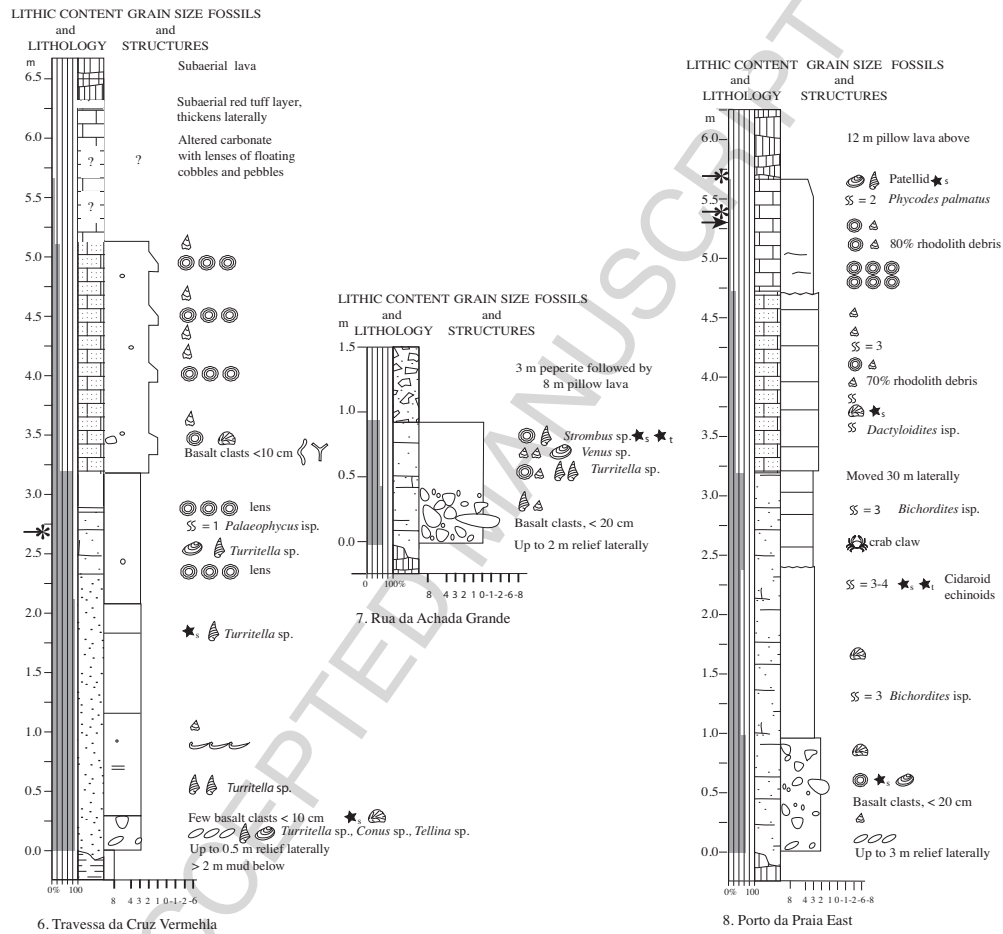 LITHIC CONTENT GRAIN SIZE FOSSILS
and and
LITHOLOGY STRUCTURES
m
6.5
6.0
5.5
5.0
4.5
4.0
3.5
3.0
2.5
2.0
1.5
1.0
0.5
0.0
Subaerial lava
Subaerial red tuff layer,
thickens laterally
Altered carbonate
with lenses of floating
cobbles and pebbles
?
?
?
Basalt clasts <10 cm
lens
= 1 Palaeophycus isp.
Turritella sp.
lens
s Turritella sp.
Turritella sp.
Few basalt clasts < 10 cm s
Turritella sp., Conus sp., Tellina sp.
Up to 0.5 m relief laterally
> 2 m mud below
0% 100
8 4 3 2 1 0 -1 -2 -6
6. Travessa da Cruz Vermehla
LITHIC CONTENT GRAIN SIZE FOSSILS
and and
m LITHOLOGY STRUCTURES
1.5
1.0
0.5
0.0
3 m peperite followed by
8 m pillow lava
Strombus sp. s t
Venus sp.
Turritella sp.
Basalt clasts, < 20 cm
Up to 2 m relief laterally
0 100%
8 4 3 2 1 0-1-2-6-8
7. Rua da Achada Grande
LITHIC CONTENT GRAIN SIZE FOSSILS
and and
LITHOLOGY STRUCTURES
m
6.0
5.5
5.0
4.5
4.0
3.5
3.0
2.5
2.0
1.5
1.0
0.5
0.0
12 m pillow lava above
Patellid s
= 2 Phycodes palmatus
80% rhodolith debris
= 3
70% rhodolith debris
s
Dactyloidites isp.
Moved 30 m laterally
= 3 Bichordites isp.
crab claw
= 3-4 s t Cidaroid
echinoids
= 3 Bichordites isp.
s
Basalt clasts, < 20 cm
Up to 3 m relief laterally
0% 100
8 4 3 2 1 0 -1-2-6-8
8. Porto da Praia East
ACCEPTED MANUSCRIPT